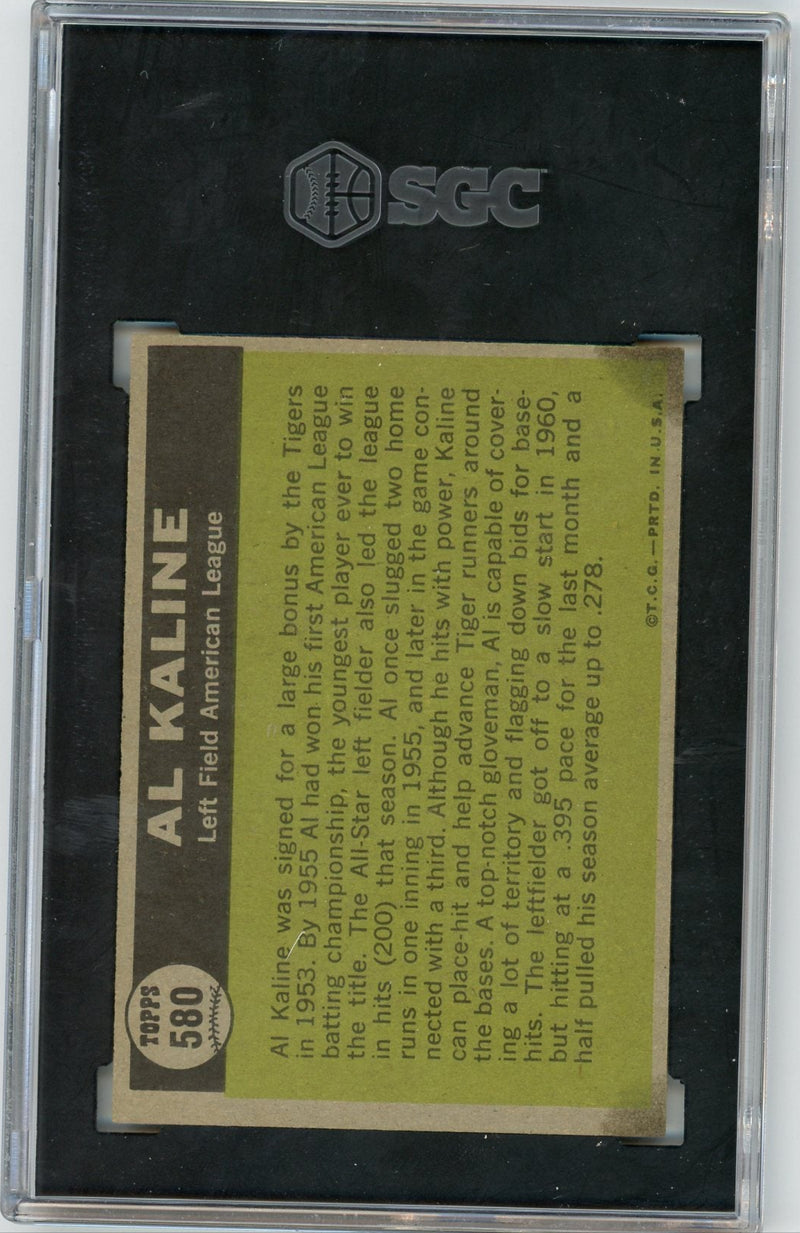 SGC
TOPPS
580
AL KALINE
Left Field American League
Al Kaline was signed for a large bonus by the Tigers
in 1953. By 1955 Al had won his first American League
batting championship, the youngest player ever to win
the title. The All-Star left fielder also led the league
in hits (200) that season. Al once slugged two home
runs in one inning in 1955, and later in the game con-
nected with a third. Although he hits with power, Kaline
can place-hit and help advance Tiger runners around
the bases. A top-notch gloveman, Al is capable of cover-
ing a lot of territory and flagging down bids for base-
hits. The leftfielder got off to a slow start in 1960,
but hitting at a .395 pace for the last month and a
half pulled his season average up to .278.
©T.C.G.—PRTD. IN U.S.A.